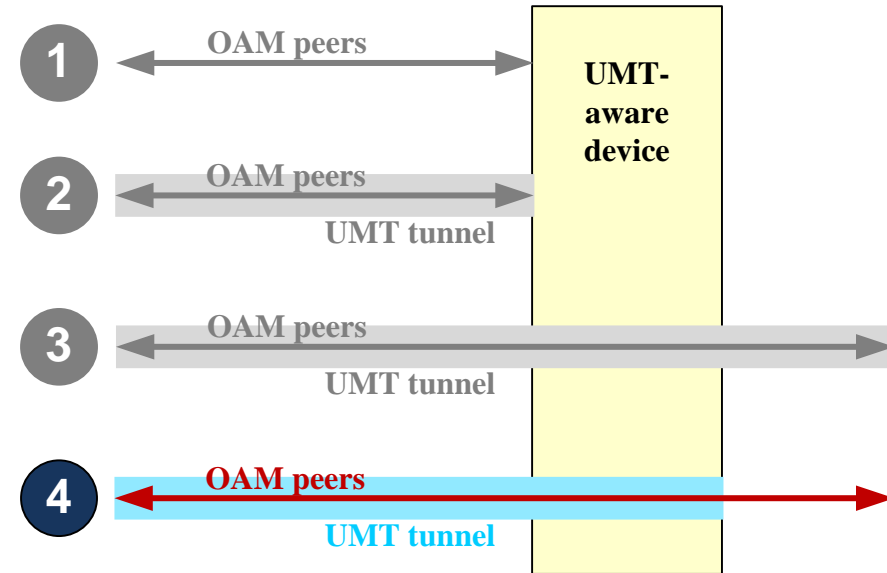 1
OAM peers
UMT-
aware
device
2
OAM peers
UMT tunnel
3
OAM peers
UMT tunnel
4
OAM peers
UMT tunnel